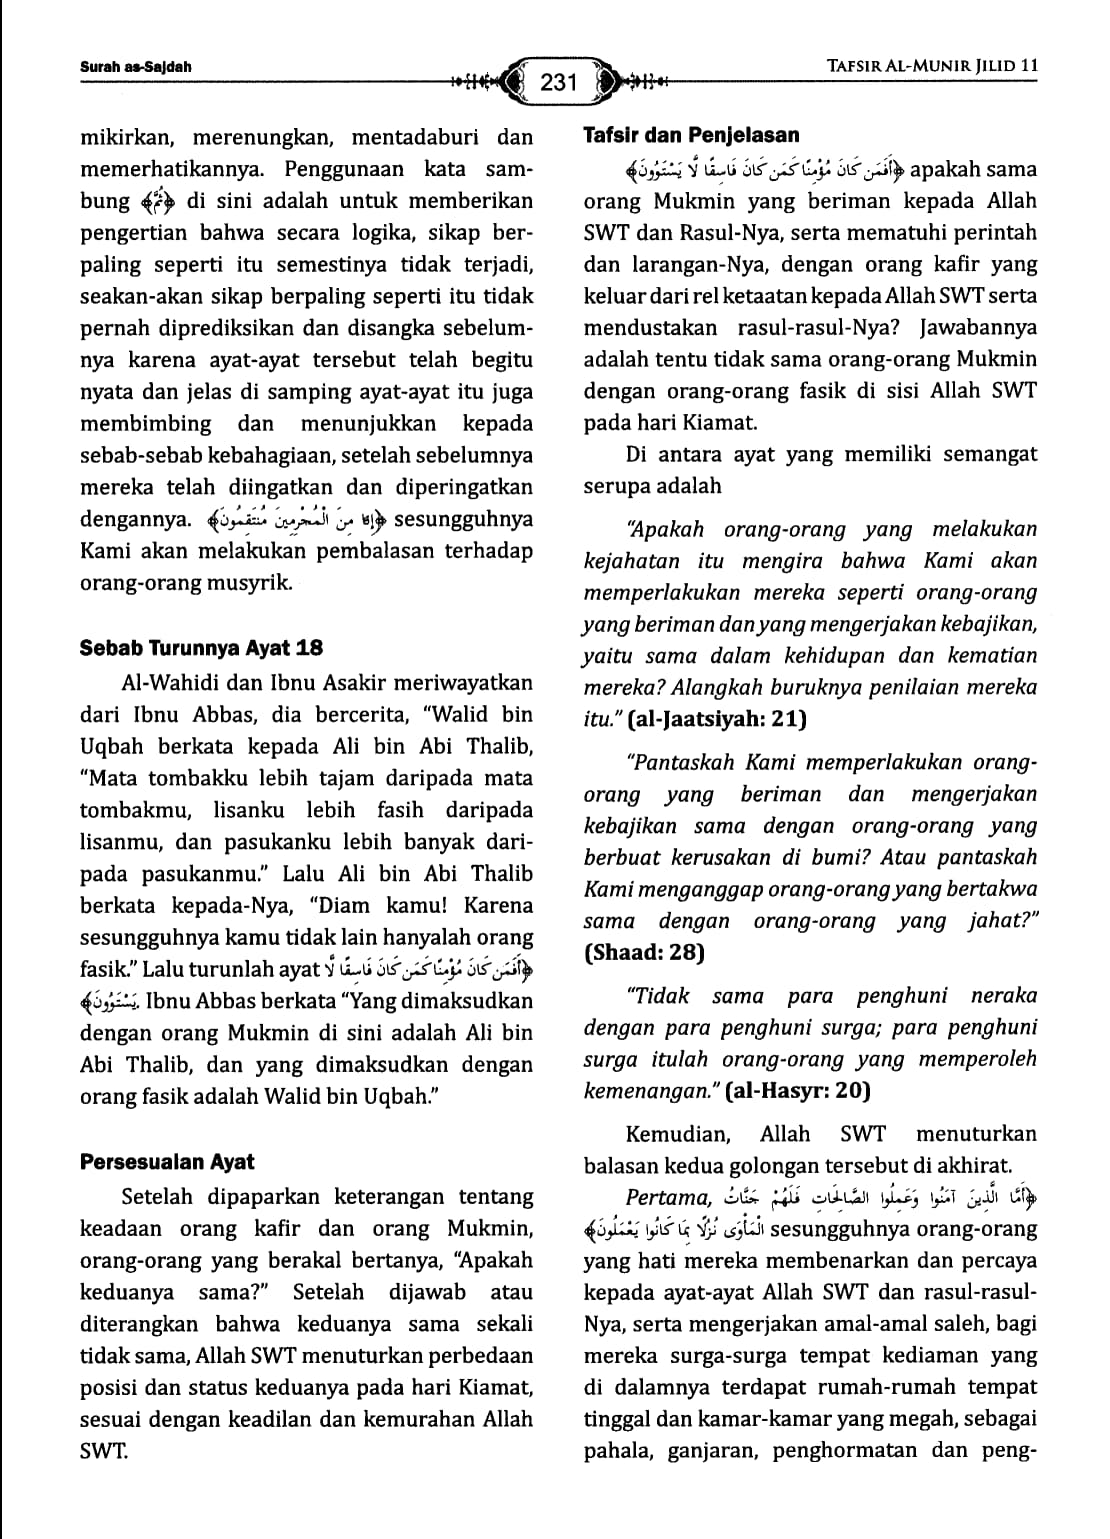 Surah as-Sajdah
231
TAFSIR AL-MUNIR JILID 11
mikirkan, merenungkan, mentadaburi dan
memerhatikannya. Penggunaan kata sam-
bung ﴿ثُمَّ﴾ di sini adalah untuk memberikan
pengertian bahwa secara logika, sikap ber-
paling seperti itu semestinya tidak terjadi,
seakan-akan sikap berpaling seperti itu tidak
pernah diprediksikan dan disangka sebelum-
nya karena ayat-ayat tersebut telah begitu
nyata dan jelas di samping ayat-ayat itu juga
membimbing dan menunjukkan kepada
sebab-sebab kebahagiaan, setelah sebelumnya
mereka telah diingatkan dan diperingatkan
dengannya. ﴿إِنَّا مِنَ الْمُجْرِمِينَ مُنْتَقِمُونَ﴾ sesungguhnya
Kami akan melakukan pembalasan terhadap
orang-orang musyrik.
Sebab Turunnya Ayat 18
Al-Wahidi dan Ibnu Asakir meriwayatkan
dari Ibnu Abbas, dia bercerita, “Walid bin
Uqbah berkata kepada Ali bin Abi Thalib,
“Mata tombakku lebih tajam daripada mata
tombakmu, lisanku lebih fasih daripada
lisanmu, dan pasukanku lebih banyak dari-
pada pasukanmu.” Lalu Ali bin Abi Thalib
berkata kepada-Nya, “Diam kamu! Karena
sesungguhnya kamu tidak lain hanyalah orang
fasik.” Lalu turunlah ayat ﴿أَفَمَن كَانَ مُؤْمِنًا كَمَن كَانَ فَاسِقًا لَّا
يَسْتَوُونَ﴾. Ibnu Abbas berkata “Yang dimaksudkan
dengan orang Mukmin di sini adalah Ali bin
Abi Thalib, dan yang dimaksudkan dengan
orang fasik adalah Walid bin Uqbah.”
Persesuaian Ayat
Setelah dipaparkan keterangan tentang
keadaan orang kafir dan orang Mukmin,
orang-orang yang berakal bertanya, “Apakah
keduanya sama?” Setelah dijawab atau
diterangkan bahwa keduanya sama sekali
tidak sama, Allah SWT menuturkan perbedaan
posisi dan status keduanya pada hari Kiamat,
sesuai dengan keadilan dan kemurahan Allah
SWT.
Tafsir dan Penjelasan
﴿أَفَمَن كَانَ مُؤْمِنًا كَمَن كَانَ فَاسِقًا لَّا يَسْتَوُونَ﴾ apakah sama
orang Mukmin yang beriman kepada Allah
SWT dan Rasul-Nya, serta mematuhi perintah
dan larangan-Nya, dengan orang kafir yang
keluar dari rel ketaatan kepada Allah SWT serta
mendustakan rasul-rasul-Nya? Jawabannya
adalah tentu tidak sama orang-orang Mukmin
dengan orang-orang fasik di sisi Allah SWT
pada hari Kiamat.
Di antara ayat yang memiliki semangat
serupa adalah
“Apakah orang-orang yang melakukan
kejahatan itu mengira bahwa Kami akan
memperlakukan mereka seperti orang-orang
yang beriman dan yang mengerjakan kebajikan,
yaitu sama dalam kehidupan dan kematian
mereka? Alangkah buruknya penilaian mereka
itu.” (al-Jaatsiyah: 21)
“Pantaskah Kami memperlakukan orang-
orang yang beriman dan mengerjakan
kebajikan sama dengan orang-orang yang
berbuat kerusakan di bumi? Atau pantaskah
Kami menganggap orang-orang yang bertakwa
sama dengan orang-orang yang jahat?”
(Shaad: 28)
“Tidak sama para penghuni neraka
dengan para penghuni surga; para penghuni
surga itulah orang-orang yang memperoleh
kemenangan.” (al-Hasyr: 20)
Kemudian, Allah SWT menuturkan
balasan kedua golongan tersebut di akhirat.
Pertama, ﴿أَمَّا الَّذِينَ آمَنُوا وَعَمِلُوا الصَّالِحَاتِ فَلَهُمْ جَنَّاتُ
الْمَأْوَى نُزُلًا بِمَا كَانُوا يَعْمَلُونَ﴾ sesungguhnya orang-orang
yang hati mereka membenarkan dan percaya
kepada ayat-ayat Allah SWT dan rasul-rasul-
Nya, serta mengerjakan amal-amal saleh, bagi
mereka surga-surga tempat kediaman yang
di dalamnya terdapat rumah-rumah tempat
tinggal dan kamar-kamar yang megah, sebagai
pahala, ganjaran, penghormatan dan peng-